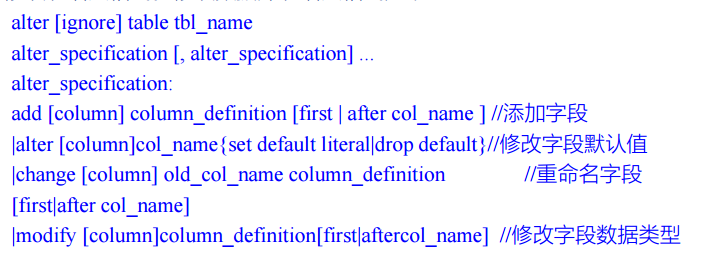 alter [ignore] table tbl_name
alter_specification [, alter_specification] ...
alter_specification:
add [column] column_definition [first | after col_name ] //添加字段
|alter [column]col_name{set default literal|drop default}//修改字段默认值
|change [column] old_col_name column_definition //重命名字段
[first|after col_name]
|modify [column]column_definition[first|aftercol_name] //修改字段数据类型